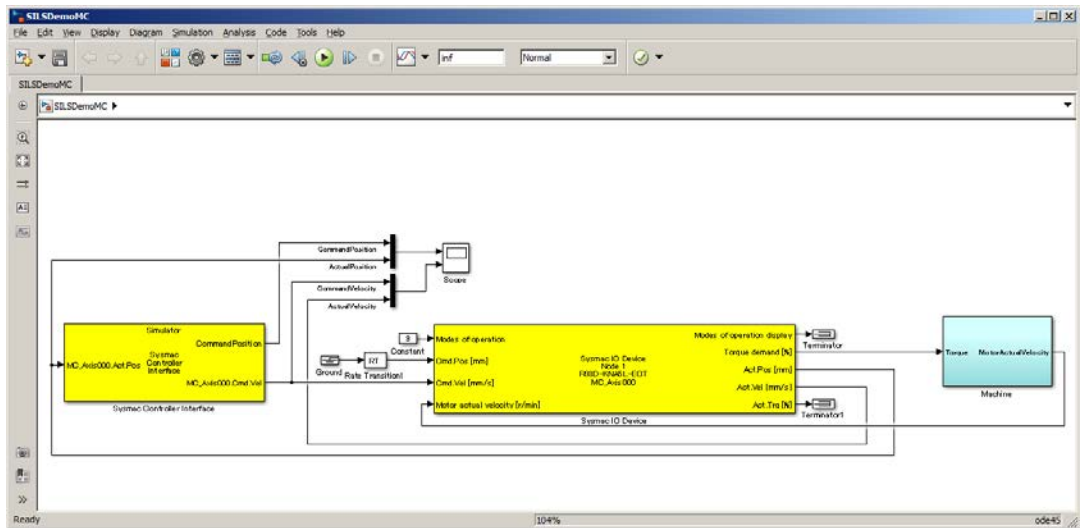 SILSDemoMC
File Edit View Display Diagram Simulation Analysis Code Tools Help
inf
Normal
SILSDemoMC
SILSDemoMC
CommandPosition
ActualPosition
Scope
CommandVelocity
ActualVelocity
Simulator
Sysmac
Controller
Interface
CommandPosition
MC_Axis000.Act.Pos
MC_Axis000.Cmd.Vel
Sysmac Controller Interface
Ground
RT
Rate Transition1
9
Constant
Modes of operation
Cmd.Pos [mm]
Cmd.Vel [mm/s]
Motor actual velocity [r/min]
Sysmac IO Device
Node 1
R88D-KNA5L-ECT
MC_Axis000
Modes of operation display
Torque demand [%]
Act.Pos [mm]
Act.Vel [mm/s]
Act.Trq [%]
Sysmac IO Device
Terminator
Terminator1
Torque
MotorActualVelocity
Machine
Ready
104%
ode45